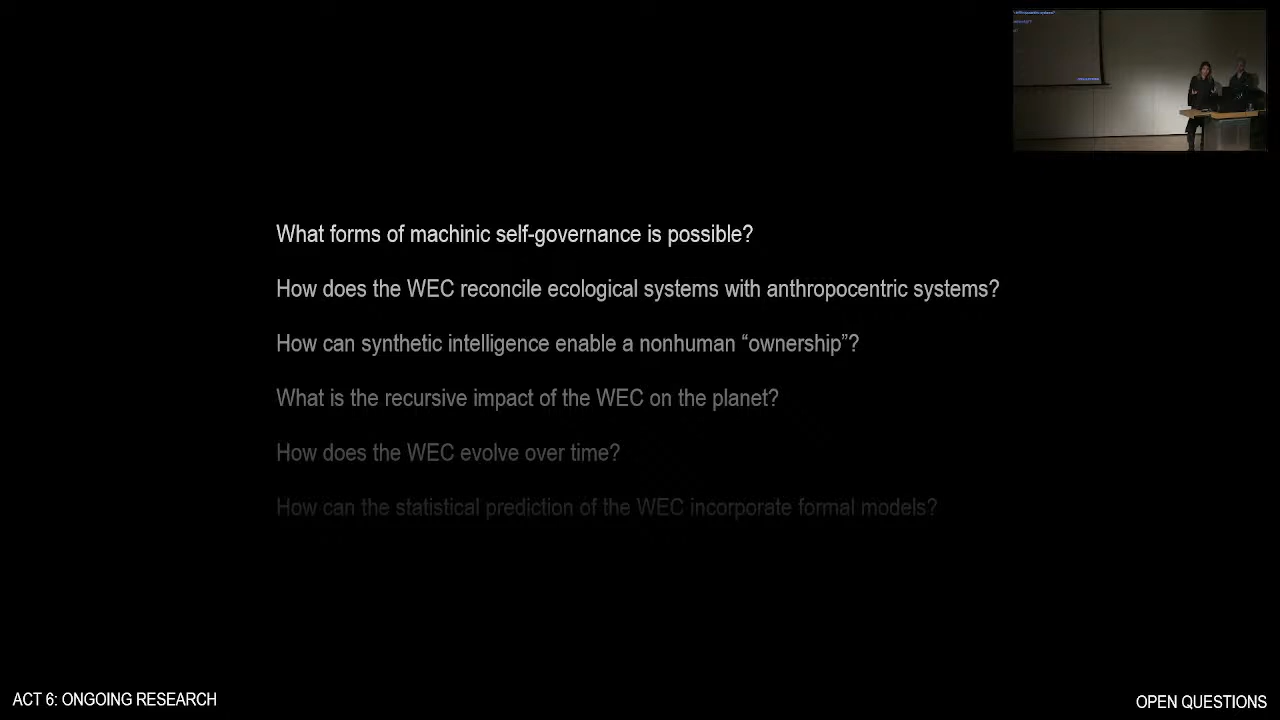 What forms of machinic self-governance is possible?
How does the WEC reconcile ecological systems with anthropocentric systems?
How can synthetic intelligence enable a nonhuman “ownership”?
What is the recursive impact of the WEC on the planet?
How does the WEC evolve over time?
How can the statistical prediction of the WEC incorporate formal models?
ACT 6: ONGOING RESEARCH
OPEN QUESTIONS